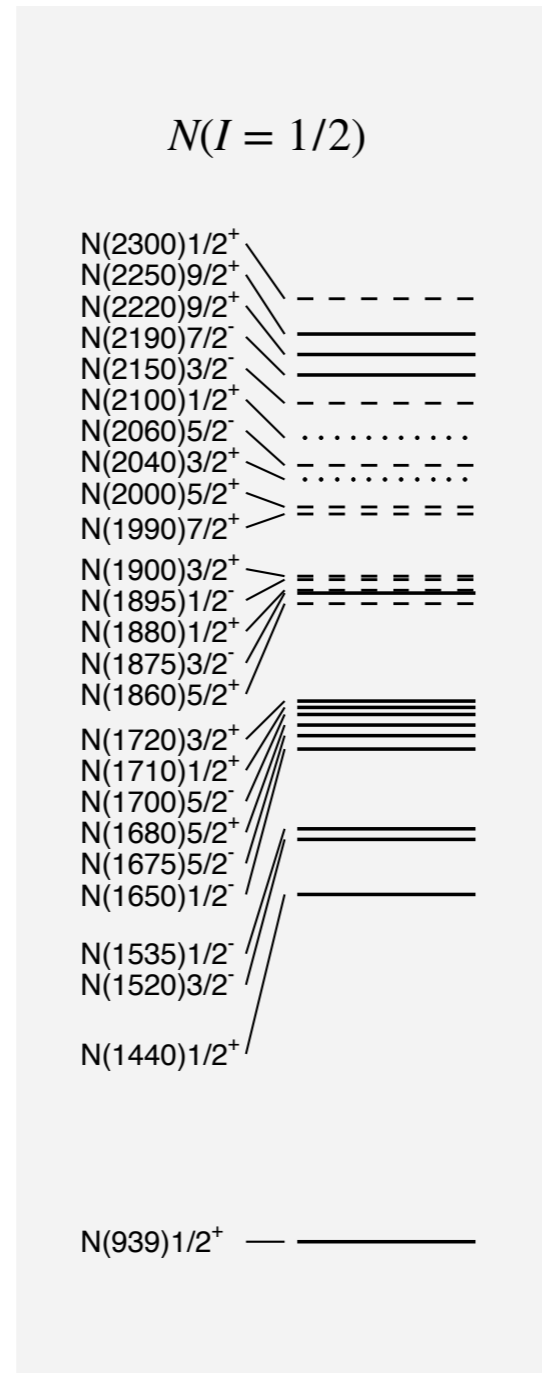 N(I = 1/2)
N(2300)1/2⁺
N(2250)9/2⁺
N(2220)9/2⁺
N(2190)7/2⁻
N(2150)3/2⁻
N(2100)1/2⁺
N(2060)5/2⁻
N(2040)3/2⁺
N(2000)5/2⁺
N(1990)7/2⁺
N(1900)3/2⁺
N(1895)1/2⁻
N(1880)1/2⁺
N(1875)3/2⁻
N(1860)5/2⁺
N(1720)3/2⁺
N(1710)1/2⁺
N(1700)5/2⁻
N(1680)5/2⁺
N(1675)5/2⁻
N(1650)1/2⁻
N(1535)1/2⁻
N(1520)3/2⁻
N(1440)1/2⁺
N(939)1/2⁺